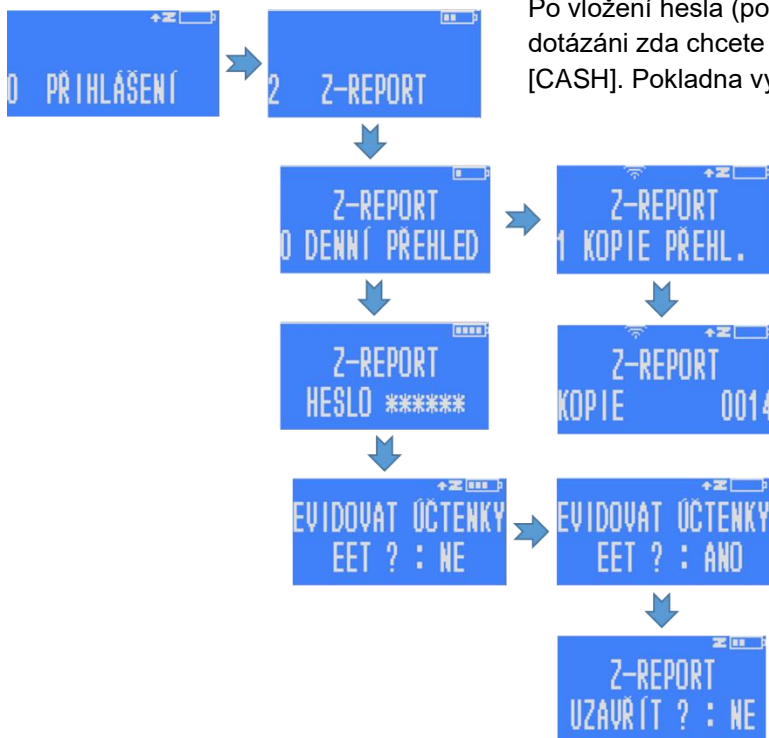 Po vložení hesla (po
dotázáni zda chcete
[CASH]. Pokladna vy
0 PŘIHLÁŠENÍ
2 Z-REPORT
Z-REPORT
0 DENNÍ PŘEHLED
Z-REPORT
1 KOPIE PŘEHL.
Z-REPORT
HESLO ******
Z-REPORT
KOPIE 0014
EVIDOVAT ÚČTENKY
EET ? : NE
EVIDOVAT ÚČTENKY
EET ? : ANO
Z-REPORT
UZAVŘÍT ? : NE